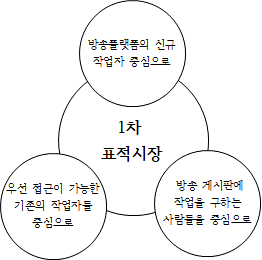 방송플랫폼의 신규
작업자 중심으로
1차
표적시장
우선 접근이 가능한
기존의 작업자들
중심으로
방송 게시판에
작업을 구하는
사람들을 중심으로